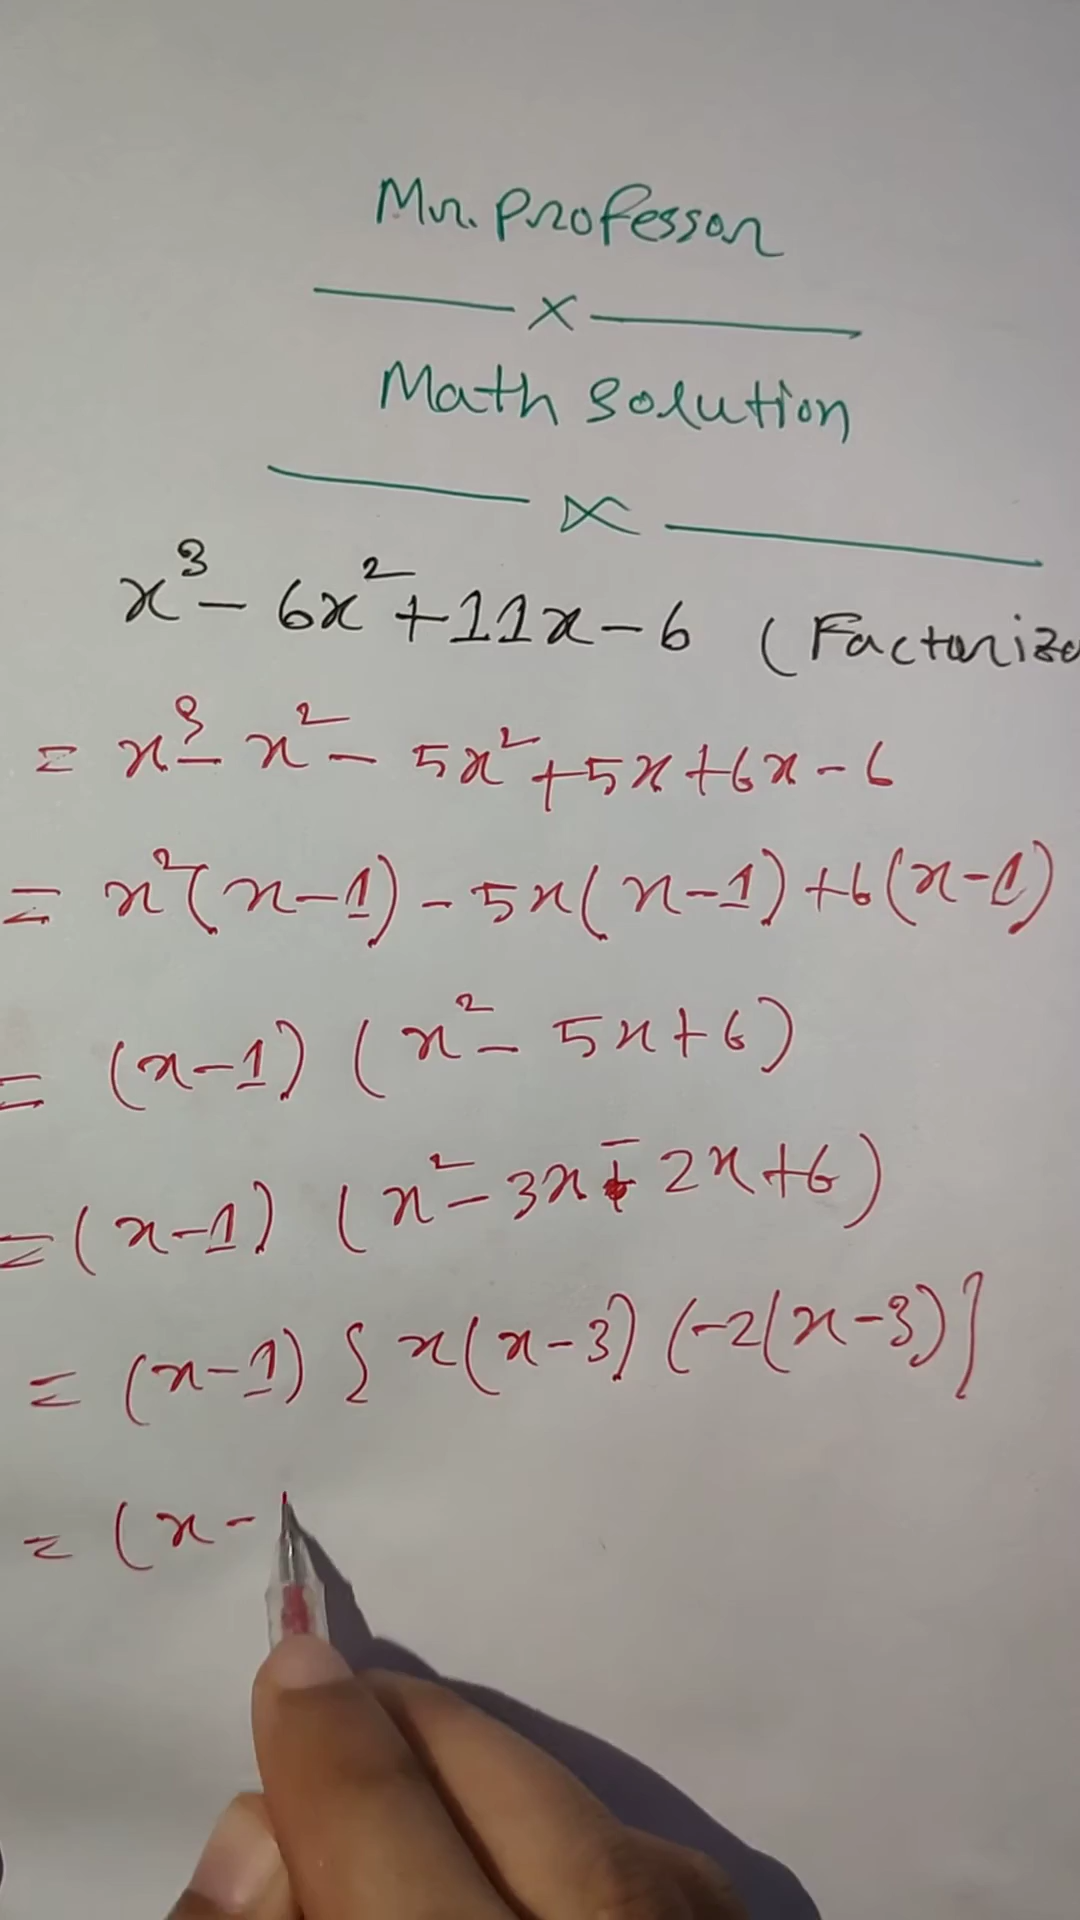 Mr. Professor
x
Math Solution
x³ - 6x² + 11x - 6 (Factorize
= x³ - x² - 5x² + 5x + 6x - 6
= x²(x-1) - 5x(x-1) + 6(x-1)
= (x-1) (x² - 5x + 6)
= (x-1) (x² - 3x - 2x + 6)
= (x-1) { x(x-3) (-2(x-3)}
= (x -